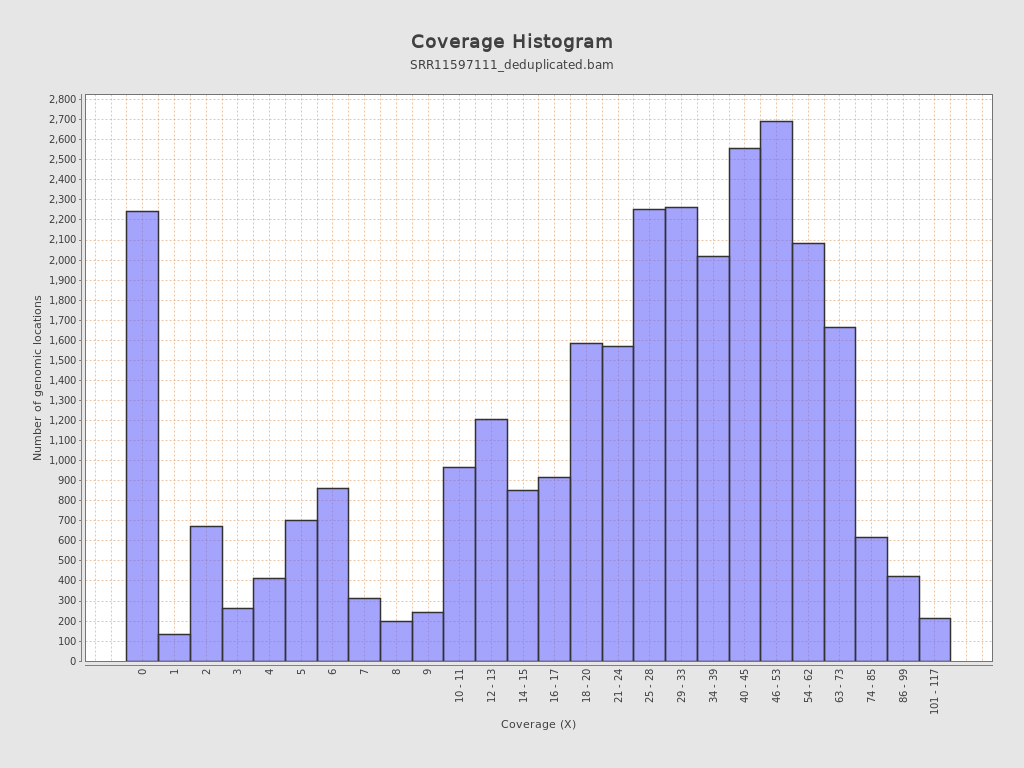 Coverage Histogram
SRR11597111_deduplicated.bam
Number of genomic locations
2,800
2,700
2,600
2,500
2,400
2,300
2,200
2,100
2,000
1,900
1,800
1,700
1,600
1,500
1,400
1,300
1,200
1,100
1,000
900
800
700
600
500
400
300
200
100
0
0
1
2
3
4
5
6
7
8
9
10 - 11
12 - 13
14 - 15
16 - 17
18 - 20
21 - 24
25 - 28
29 - 33
34 - 39
40 - 45
46 - 53
54 - 62
63 - 73
74 - 85
86 - 99
101 - 117
Coverage (X)